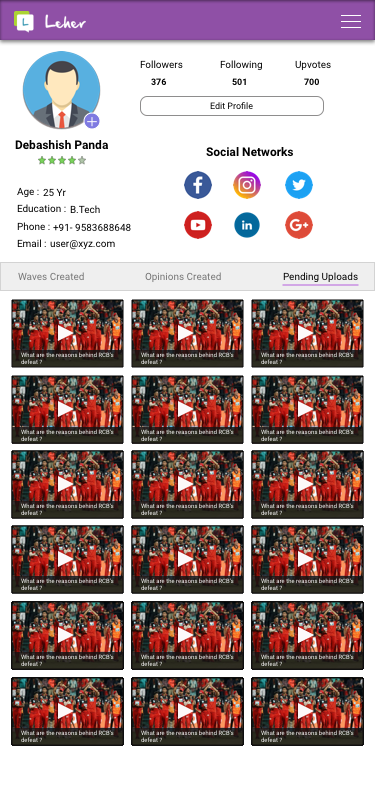 L Leher
Followers Following Upvotes
376 501 700
Edit Profile
Debashish Panda
Social Networks
Age : 25 Yr
Education : B.Tech
Phone : +91- 9583688648
Email : user@xyz.com
f
in
G+
Waves Created Opinions Created Pending Uploads
What are the reasons behind RCB's
defeat ?
What are the reasons behind RCB's
defeat ?
What are the reasons behind RCB's
defeat ?
What are the reasons behind RCB's
defeat ?
What are the reasons behind RCB's
defeat ?
What are the reasons behind RCB's
defeat ?
What are the reasons behind RCB's
defeat ?
What are the reasons behind RCB's
defeat ?
What are the reasons behind RCB's
defeat ?
What are the reasons behind RCB's
defeat ?
What are the reasons behind RCB's
defeat ?
What are the reasons behind RCB's
defeat ?
What are the reasons behind RCB's
defeat ?
What are the reasons behind RCB's
defeat ?
What are the reasons behind RCB's
defeat ?
What are the reasons behind RCB's
defeat ?
What are the reasons behind RCB's
defeat ?
What are the reasons behind RCB's
defeat ?